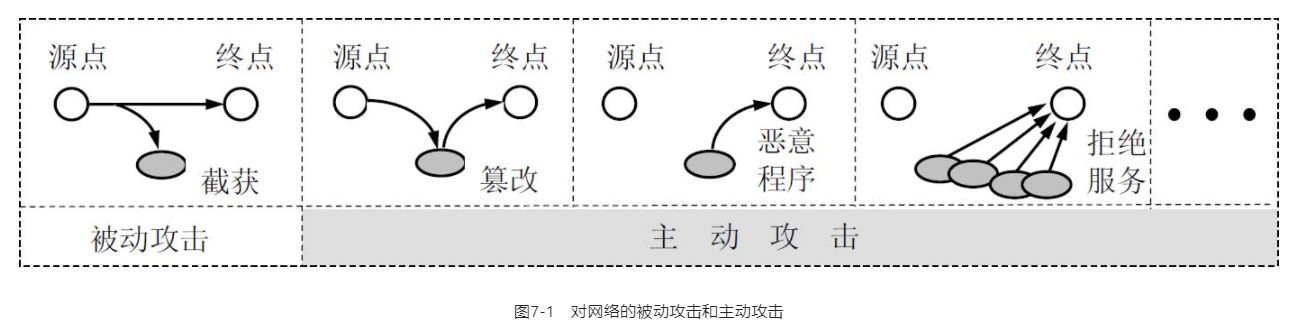 源点 终点 源点 终点 源点 终点 源点 终点
截获 篡改 恶意程序 拒绝服务
被动攻击 主动攻击
图7-1 对网络的被动攻击和主动攻击